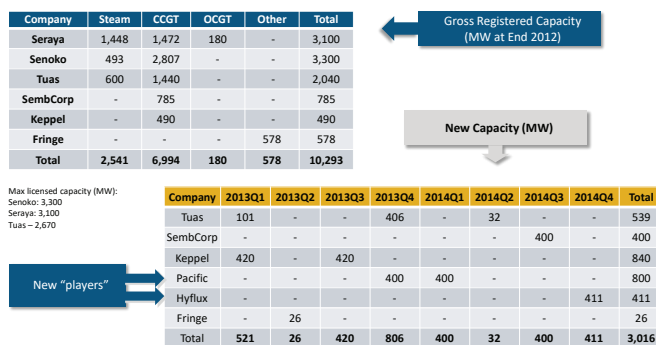 Company Steam CCGT OCGT Other Total
Seraya 1,448 1,472 180 - 3,100
Senoko 493 2,807 - - 3,300
Tuas 600 1,440 - - 2,040
SembCorp - 785 - - 785
Keppel - 490 - - 490
Fringe - - - 578 578
Total 2,541 6,994 180 578 10,293
Gross Registered Capacity
(MW at End 2012)
New Capacity (MW)
Max licensed capacity (MW):
Senoko: 3,300
Seraya: 3,100
Tuas – 2,670
Company 2013Q1 2013Q2 2013Q3 2013Q4 2014Q1 2014Q2 2014Q3 2014Q4 Total
Tuas 101 - - 406 - 32 - - 539
SembCorp - - - - - - 400 - 400
Keppel 420 - 420 - - - - - 840
Pacific - - - 400 400 - - - 800
Hyflux - - - - - - - 411 411
Fringe - 26 - - - - - - 26
Total 521 26 420 806 400 32 400 411 3,016
New "players"